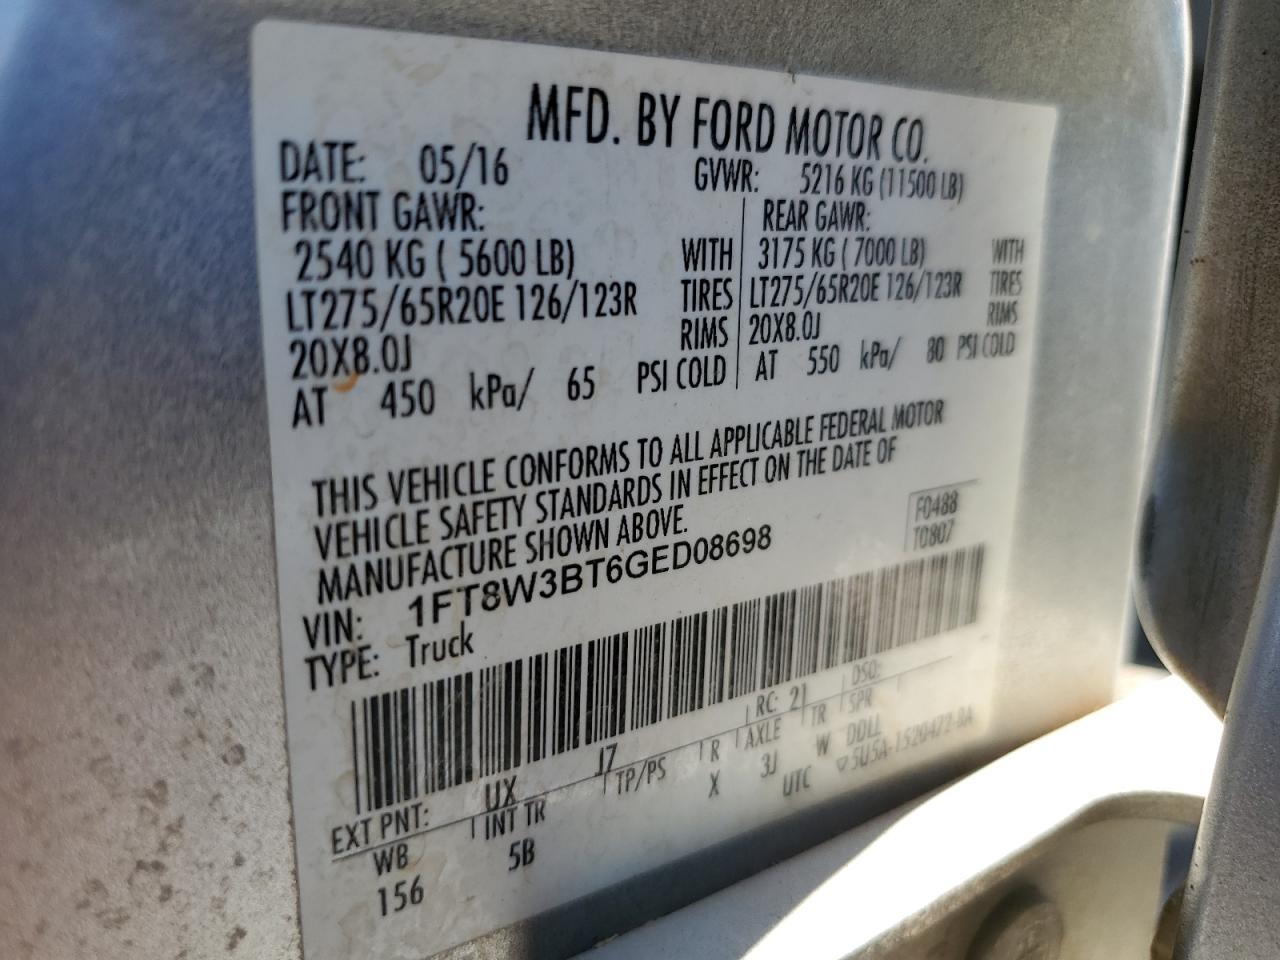 MFD. BY FORD MOTOR CO.
DATE: 05/16 GVWR: 5216 KG (11500 LB)
FRONT GAWR: REAR GAWR:
2540 KG ( 5600 LB) WITH 3175 KG ( 7000 LB) WITH
LT275/65R20E 126/123R TIRES LT275/65R20E 126/123R TIRES
20X8.0J RIMS 20X8.0J RIMS
AT 450 kPa/ 65 PSI COLD AT 550 kPa/ 80 PSI COLD
THIS VEHICLE CONFORMS TO ALL APPLICABLE FEDERAL MOTOR
VEHICLE SAFETY STANDARDS IN EFFECT ON THE DATE OF
MANUFACTURE SHOWN ABOVE.
F0488
T0807
VIN: 1FT8W3BT6GED08698
TYPE: Truck
EXT PNT: UX J7 RC: 21 DSO:
WB INT TR TP/PS R AXLE TR SPR
156 5B X 3J W DDLL
UTC ▽5U5A-1520472-BA